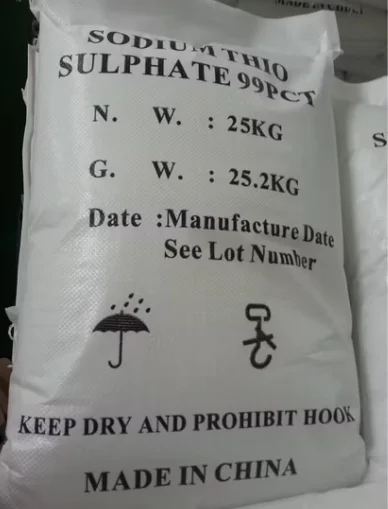 SODIUM THIO
SULPHATE 99PCT
N. W. : 25KG
G. W. : 25.2KG
Date :Manufacture Date
See Lot Number
KEEP DRY AND PROHIBIT HOOK
MADE IN CHINA
S